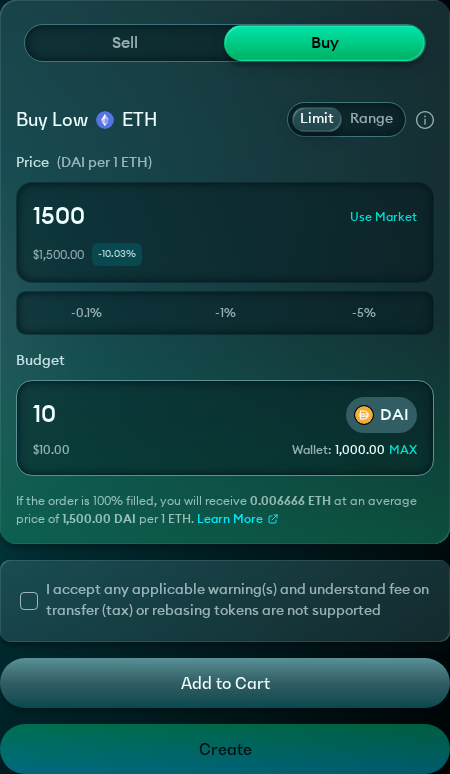 Sell Buy
Buy Low ETH Limit Range
Price (DAI per 1 ETH)
1500 Use Market
$1,500.00 -10.03%
-0.1% -1% -5%
Budget
10 DAI
$10.00 Wallet: 1,000.00 MAX
If the order is 100% filled, you will receive 0.006666 ETH at an average
price of 1,500.00 DAI per 1 ETH. Learn More
I accept any applicable warning(s) and understand fee on
transfer (tax) or rebasing tokens are not supported
Add to Cart
Create